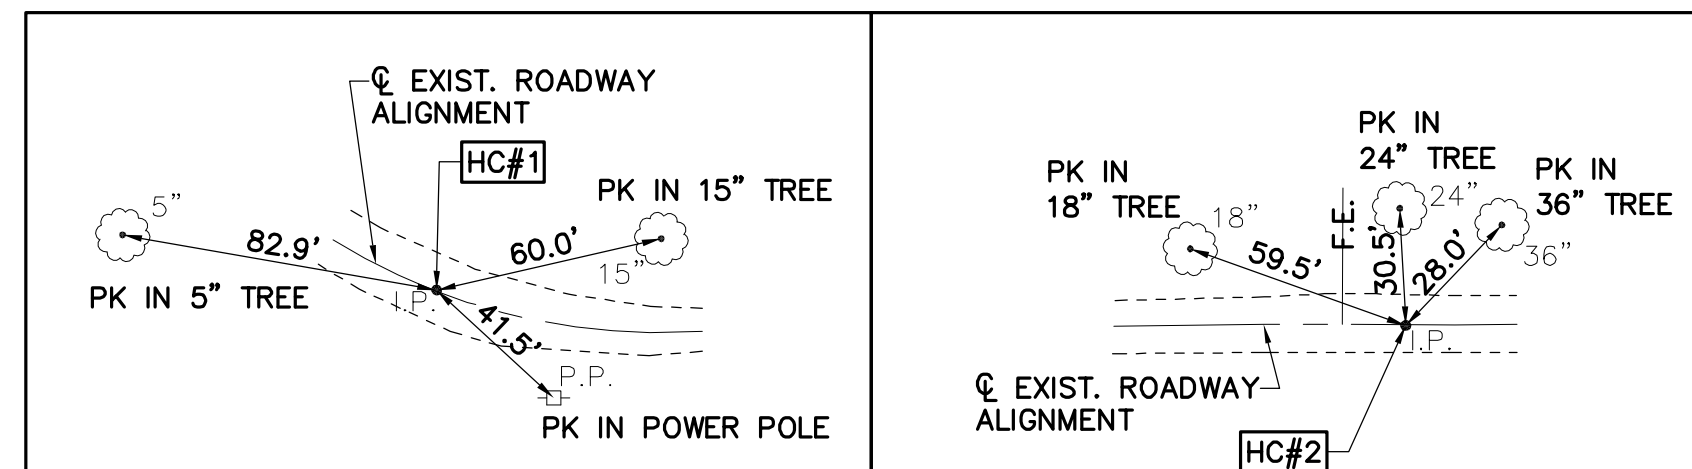 ℄ EXIST. ROADWAY
ALIGNMENT
HC#1
PK IN 15" TREE
5"
82.9'
60.0'
15"
PK IN 5" TREE
I.P.
41.5'
P.P.
PK IN POWER POLE
PK IN
24" TREE
PK IN
18" TREE
PK IN
36" TREE
18"
24"
36"
F.E.
59.5'
30.5'
28.0'
I.P.
℄ EXIST. ROADWAY
ALIGNMENT
HC#2